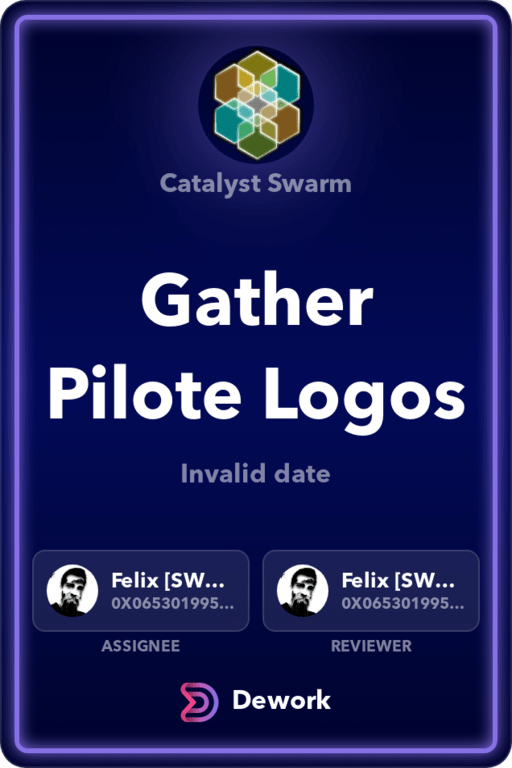 Catalyst Swarm
Gather
Pilote Logos
Invalid date
Felix [SW...
0X065301995...
ASSIGNEE
Felix [SW...
0X065301995...
REVIEWER
Dework